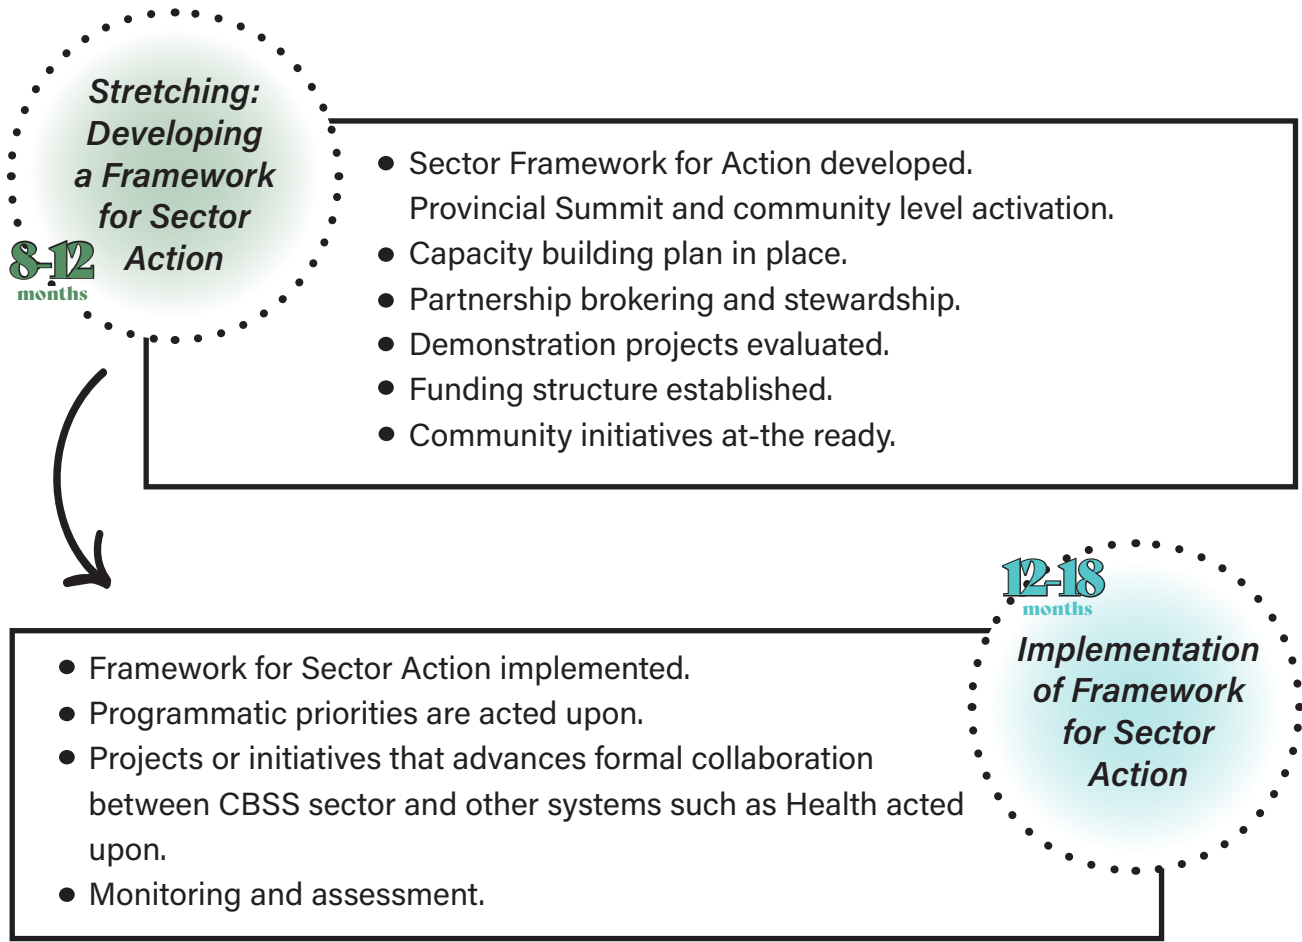 Stretching:
Developing
a Framework
for Sector
Action
8-12
months
● Sector Framework for Action developed.
Provincial Summit and community level activation.
● Capacity building plan in place.
● Partnership brokering and stewardship.
● Demonstration projects evaluated.
● Funding structure established.
● Community initiatives at-the ready.
12-18
months
Implementation
of Framework
for Sector
Action
● Framework for Sector Action implemented.
● Programmatic priorities are acted upon.
● Projects or initiatives that advances formal collaboration
between CBSS sector and other systems such as Health acted
upon.
● Monitoring and assessment.